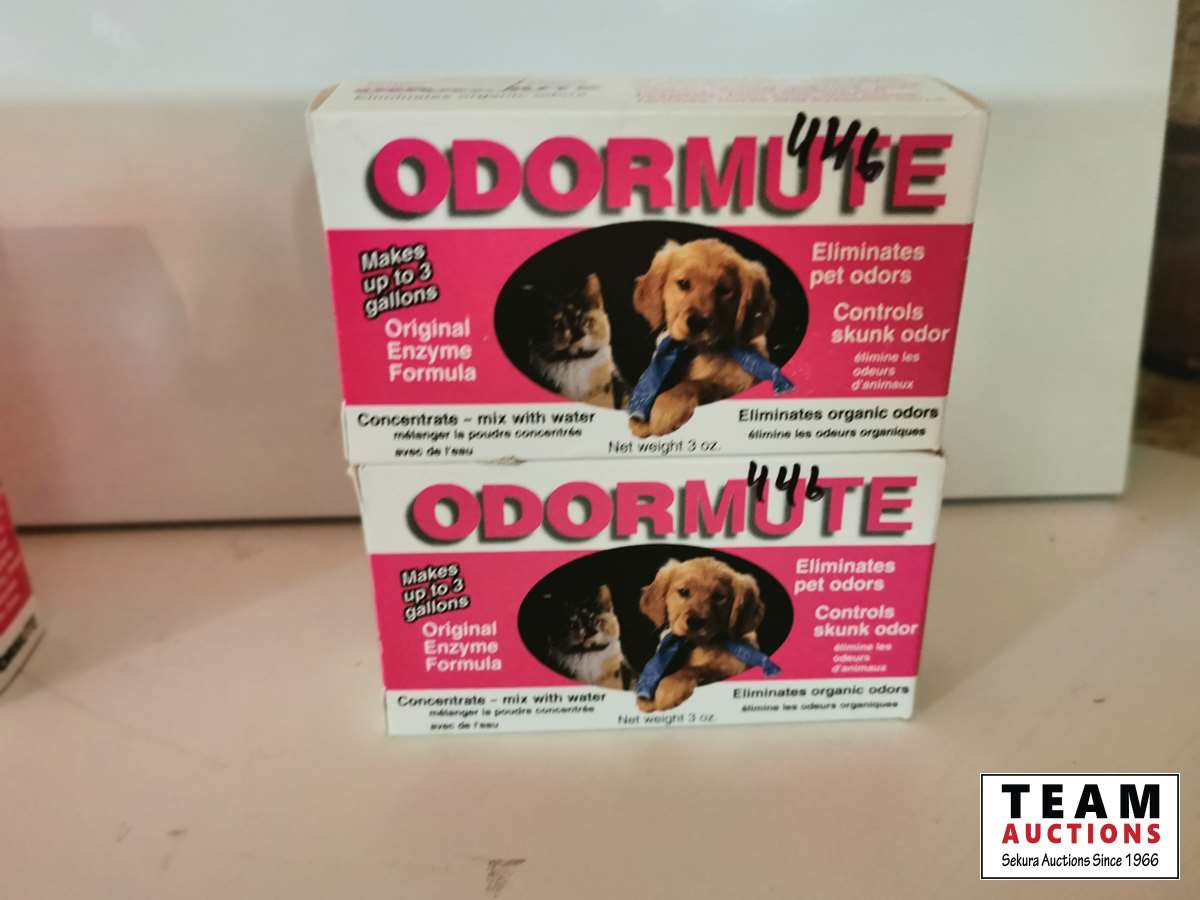 Eliminates organic odors
ODORMUTE
446
Makes
up to 3
gallons
Original
Enzyme
Formula
Eliminates
pet odors
Controls
skunk odor
élimine les
odeurs
d'animaux
Concentrate – mix with water
mélanger la poudre concentrée
avec de l'eau
Net weight 3 oz.
Eliminates organic odors
élimine les odeurs organiques
ODORMUTE
446
Makes
up to 3
gallons
Original
Enzyme
Formula
Eliminates
pet odors
Controls
skunk odor
élimine les
odeurs
d'animaux
Concentrate – mix with water
mélanger la poudre concentrée
avec de l'eau
Net weight 3 oz.
Eliminates organic odors
élimine les odeurs organiques
TEAM
AUCTIONS
Sekura Auctions Since 1966